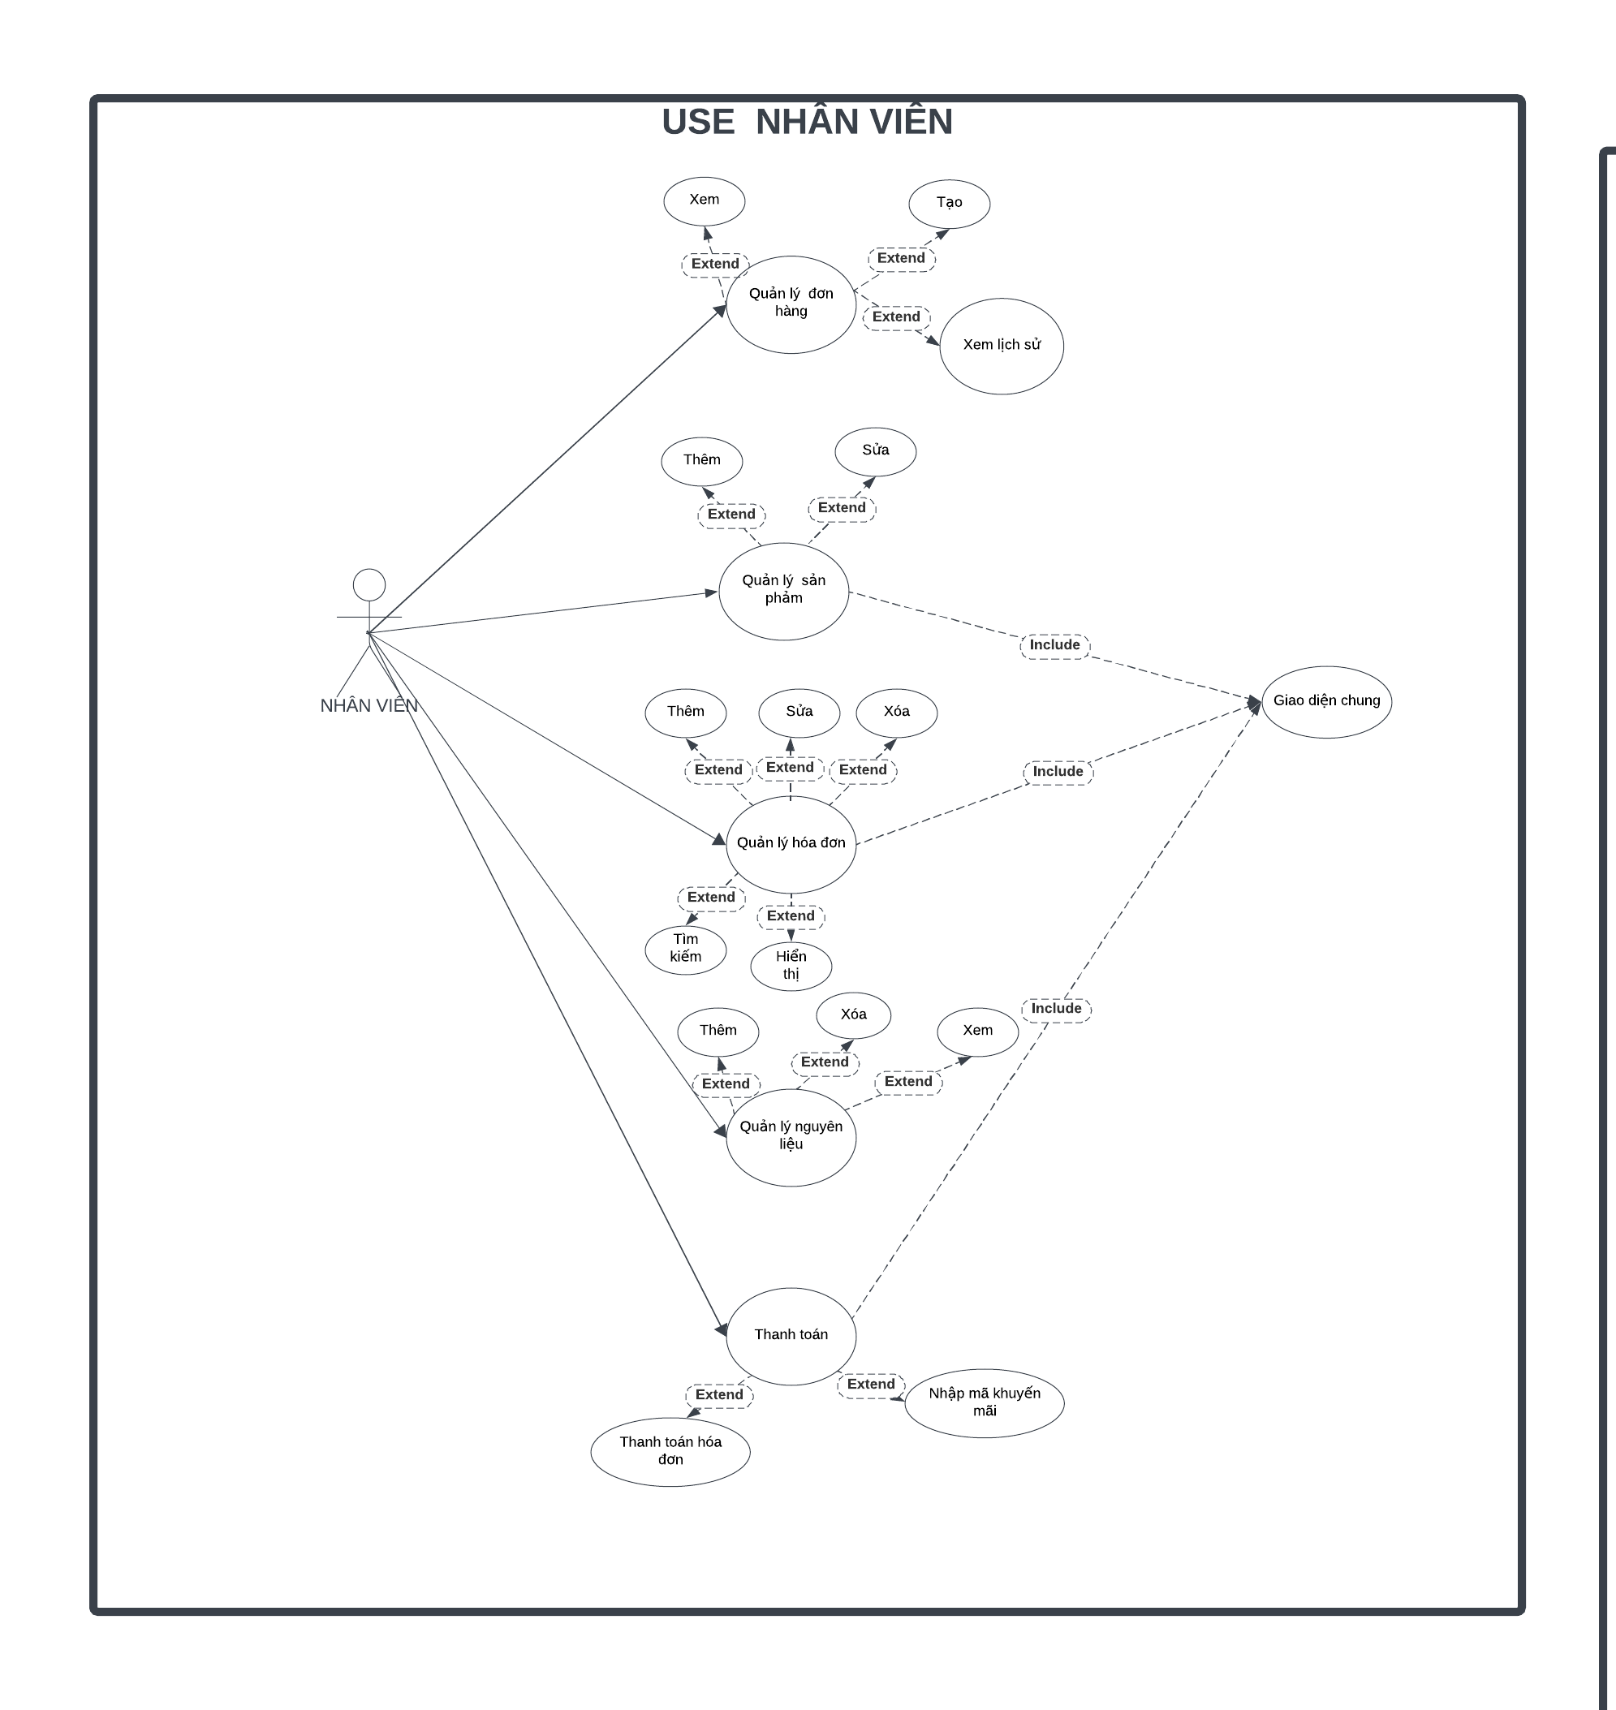 USE  NHÂN VIÊN
Xem
Tạo
Extend
Extend
Quản lý  đơn
hàng
Extend
Xem lịch sử
Thêm
Sửa
Extend
Extend
Quản lý  sản
phảm
Include
NHÂN VIÊN
Giao diện chung
Thêm
Sửa
Xóa
Extend
Extend
Extend
Include
Quản lý hóa đơn
Extend
Extend
Tìm
kiếm
Hiển
thị
Thêm
Xóa
Xem
Include
Extend
Extend
Extend
Quản lý nguyên
liệu
Thanh toán
Extend
Extend
Nhập mã khuyến
mãi
Thanh toán hóa
đơn